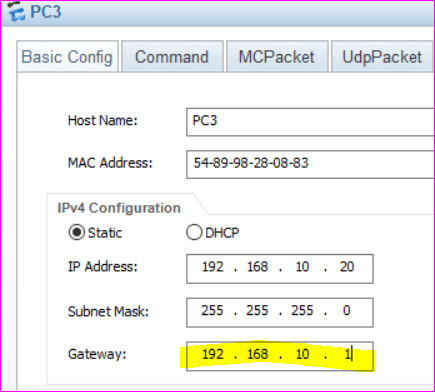 PC3
Basic Config Command MCPacket UdpPacket
Host Name: PC3
MAC Address: 54-89-98-28-08-83
IPv4 Configuration
Static DHCP
IP Address: 192 . 168 . 10 . 20
Subnet Mask: 255 . 255 . 255 . 0
Gateway: 192 . 168 . 10 . 1